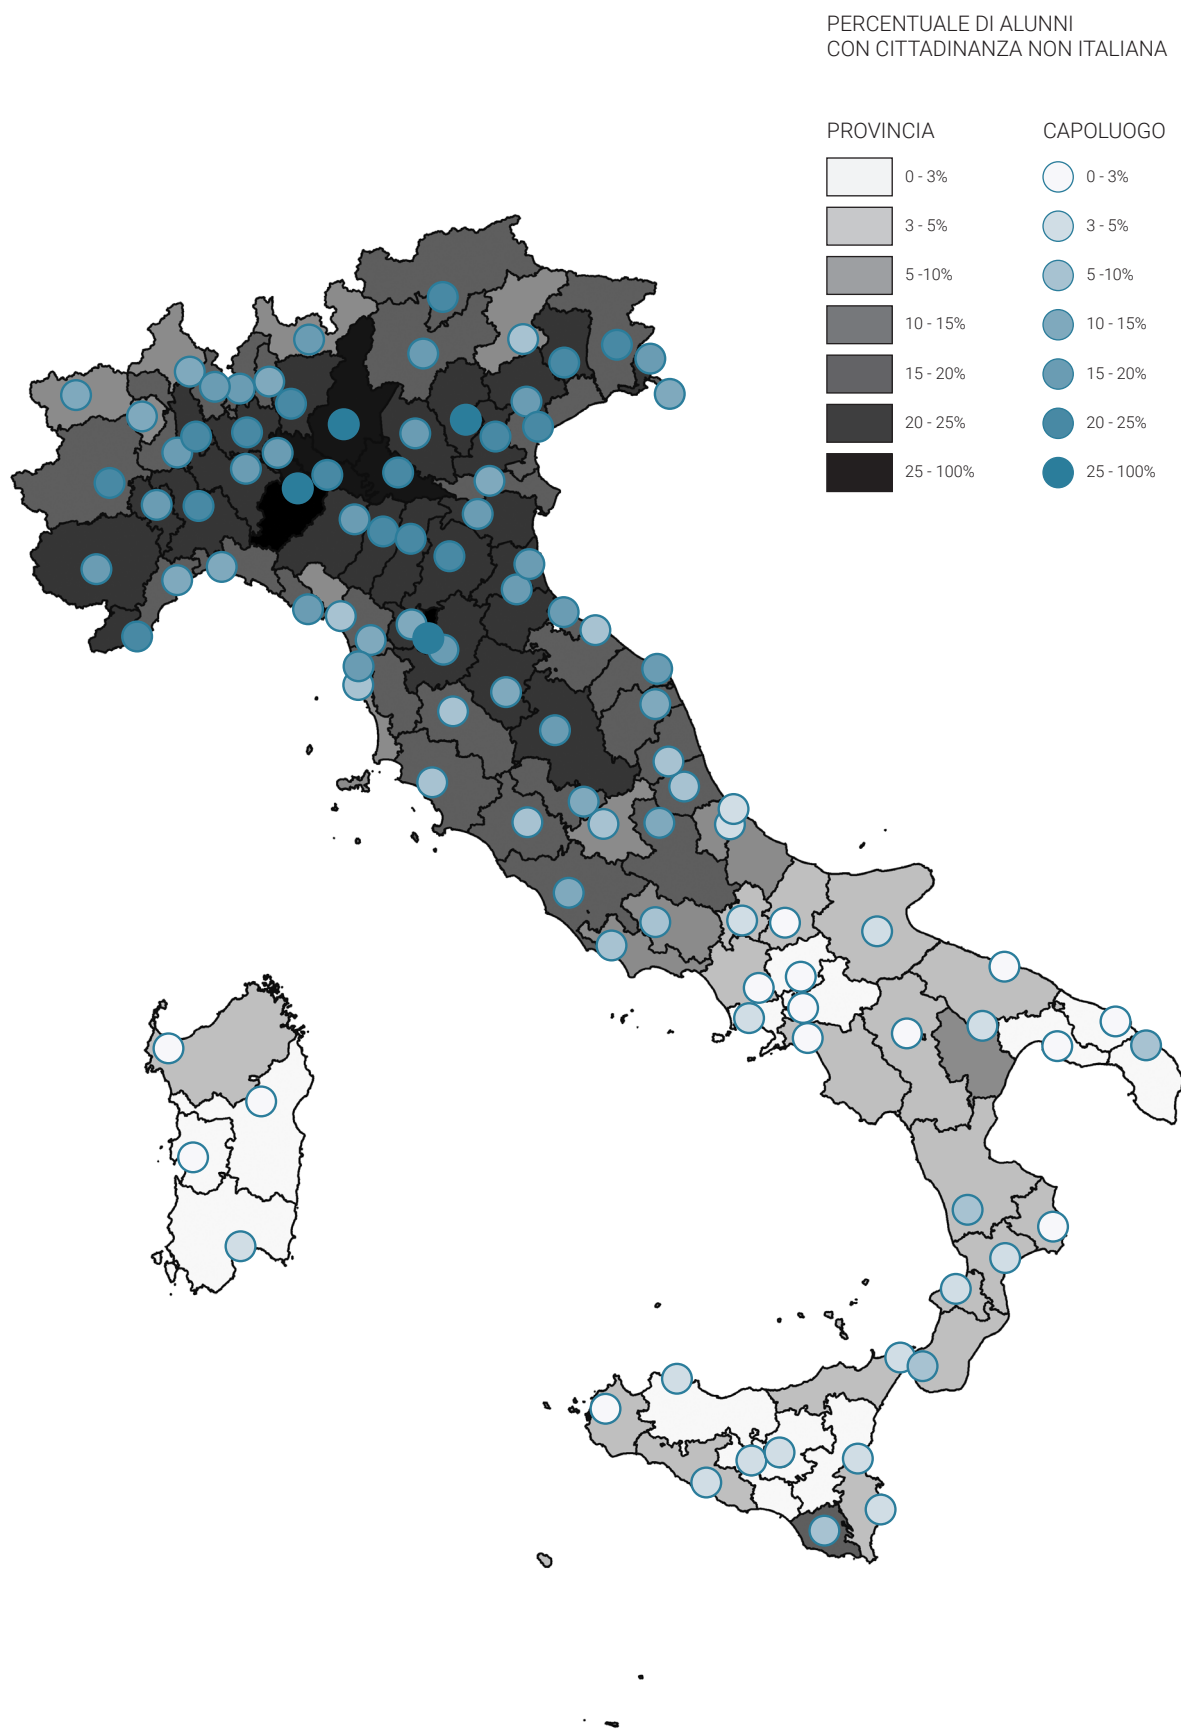 PERCENTUALE DI ALUNNI
CON CITTADINANZA NON ITALIANA
PROVINCIA
0 - 3%
3 - 5%
5 -10%
10 - 15%
15 - 20%
20 - 25%
25 - 100%
CAPOLUOGO
0 - 3%
3 - 5%
5 -10%
10 - 15%
15 - 20%
20 - 25%
25 - 100%